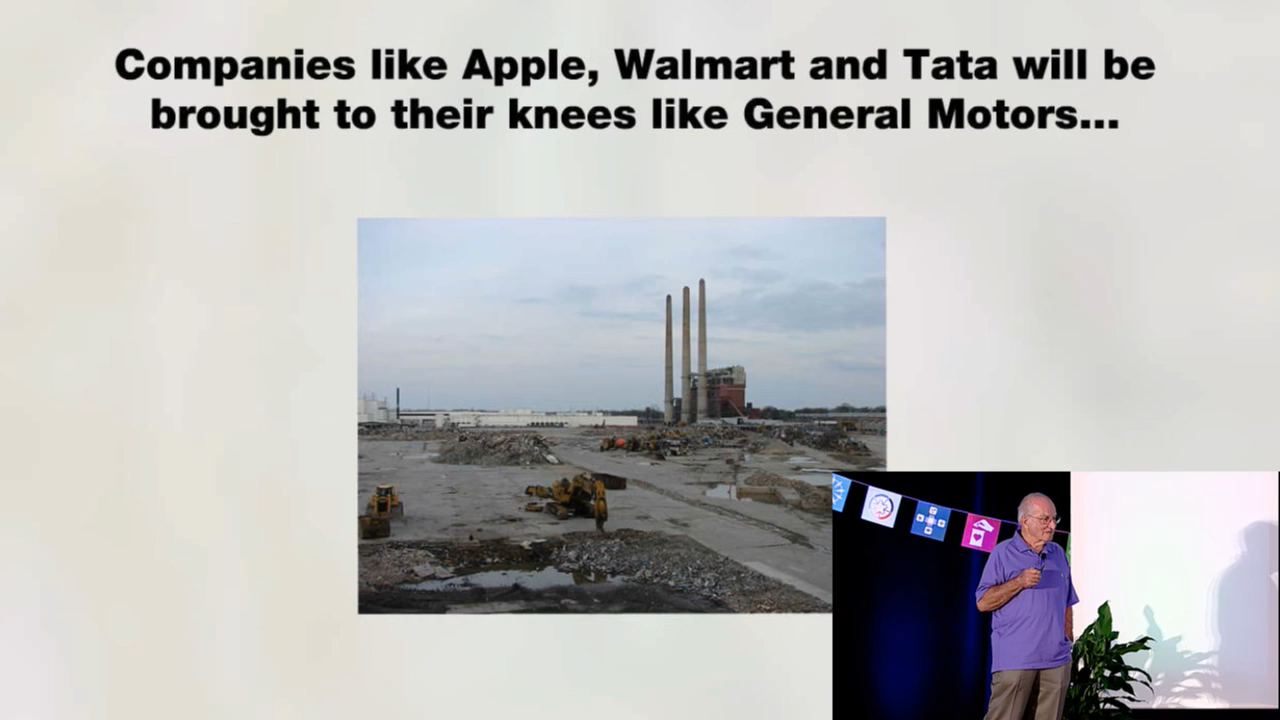 Companies like Apple, Walmart and Tata will be
brought to their knees like General Motors...